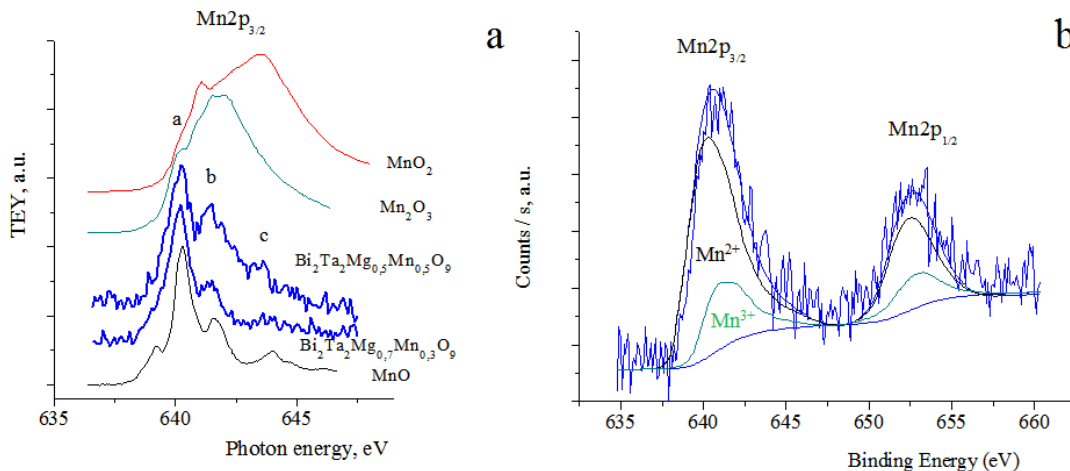 Mn2p3/2
a
TEY, a.u.
a
b
c
MnO2
Mn2O3
Bi2Ta2Mg0,5Mn0,5O9
Bi2Ta2Mg0,7Mn0,3O9
MnO
635 640 645
Photon energy, eV
b
Mn2p3/2
Mn2p1/2
Counts / s, a.u.
Mn2+
Mn3+
635 640 645 650 655 660
Binding Energy (eV)